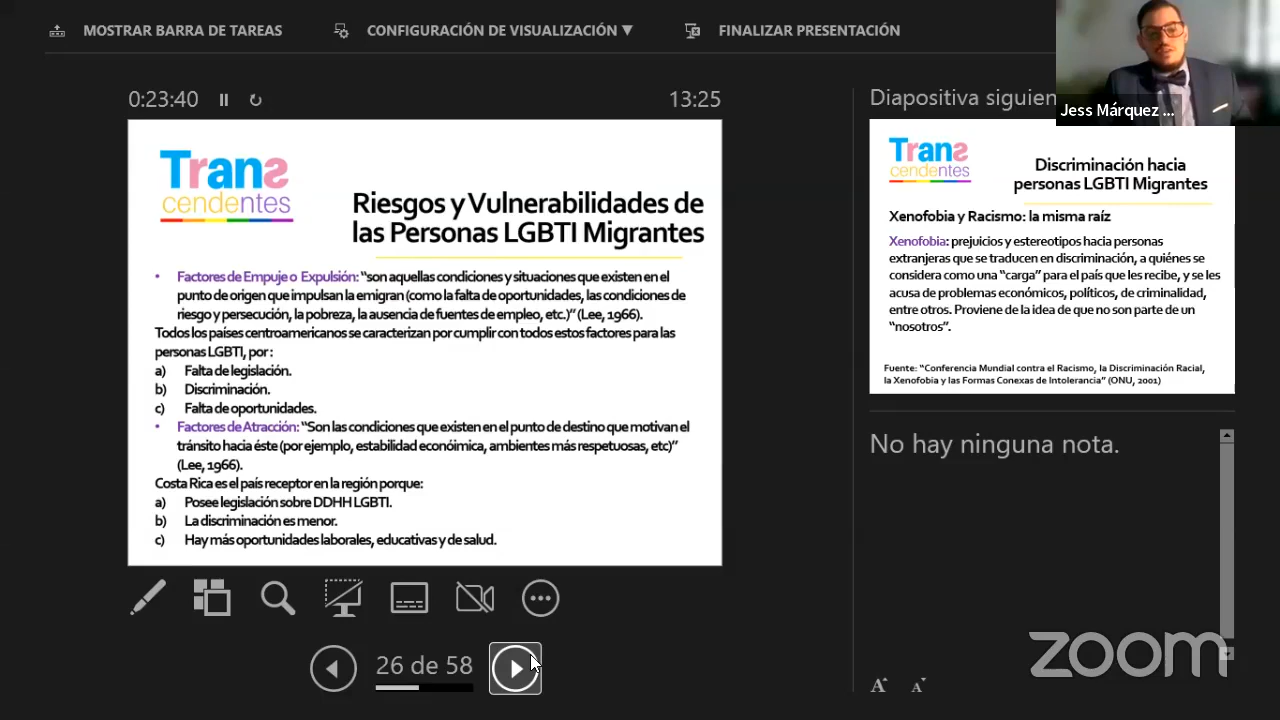 MOSTRAR BARRA DE TAREAS
CONFIGURACIÓN DE VISUALIZACIÓN ▼
FINALIZAR PRESENTACIÓN
0:23:40
13:25
Trans
cendentes
Riesgos y Vulnerabilidades de
las Personas LGBTI Migrantes
• Factores de Empuje o Expulsión: “son aquellas condiciones y situaciones que existen en el
punto de origen que impulsan la emigran (como la falta de oportunidades, las condiciones de
riesgo y persecución, la pobreza, la ausencia de fuentes de empleo, etc.)” (Lee, 1966).
Todos los países centroamericanos se caracterizan por cumplir con todos estos factores para las
personas LGBTI, por :
a) Falta de legislación.
b) Discriminación.
c) Falta de oportunidades.
• Factores de Atracción: “Son las condiciones que existen en el punto de destino que motivan el
tránsito hacia éste (por ejemplo, estabilidad econóimica, ambientes más respetuosas, etc)”
(Lee, 1966).
Costa Rica es el país receptor en la región porque:
a) Posee legislación sobre DDHH LGBTI.
b) La discriminación es menor.
c) Hay más oportunidades laborales, educativas y de salud.
26 de 58
Diapositiva siguien
Jess Márquez ...
Trans
cendentes
Discriminación hacia
personas LGBTI Migrantes
Xenofobia y Racismo: la misma raíz
Xenofobia: prejuicios y estereotipos hacia personas
extranjeras que se traducen en discriminación, a quiénes se
considera como una “carga” para el país que les recibe, y se les
acusa de problemas económicos, políticos, de criminalidad,
entre otros. Proviene de la idea de que no son parte de un
“nosotros”.
Fuente: “Conferencia Mundial contra el Racismo, la Discriminación Racial,
la Xenofobia y las Formas Conexas de Intolerancia” (ONU, 2001)
No hay ninguna nota.
zoom
A A